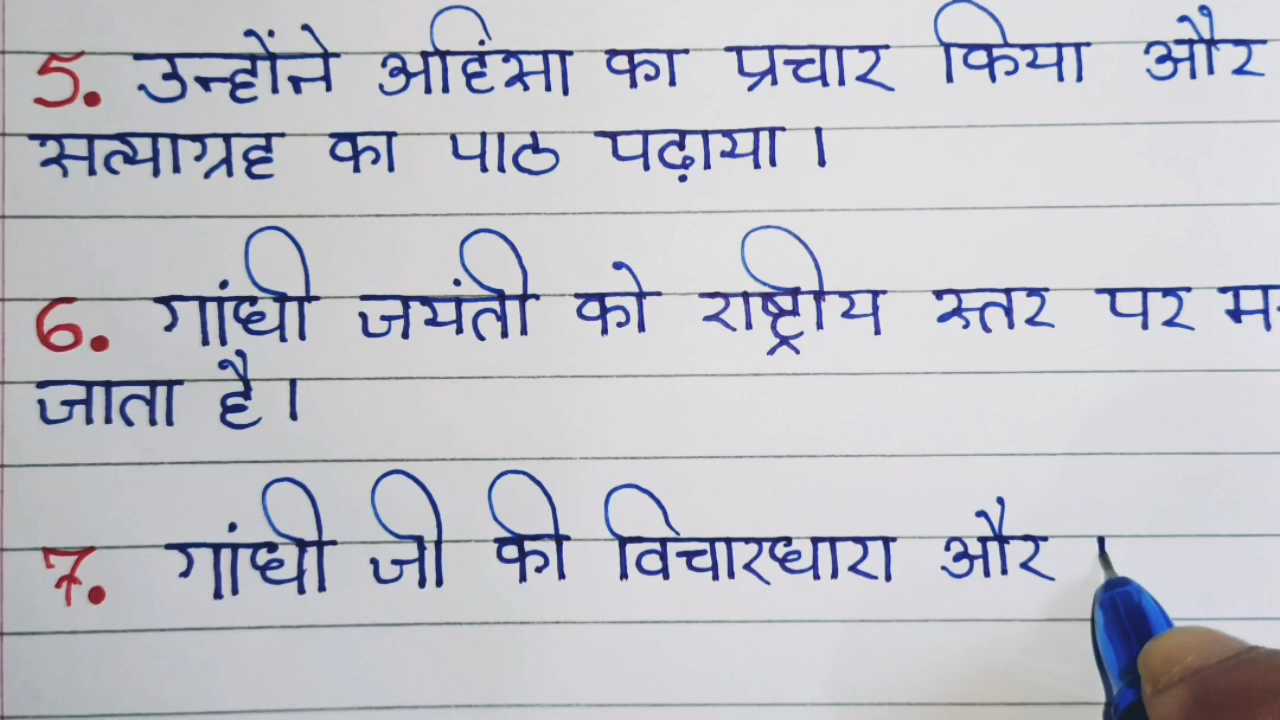 5. उन्होंने अहिंसा का प्रचार किया और
सत्याग्रह का पाठ पढ़ाया।
6. गांधी जयंती को राष्ट्रीय स्तर पर
जाता है।
7. गांधी जी की विचारधारा और